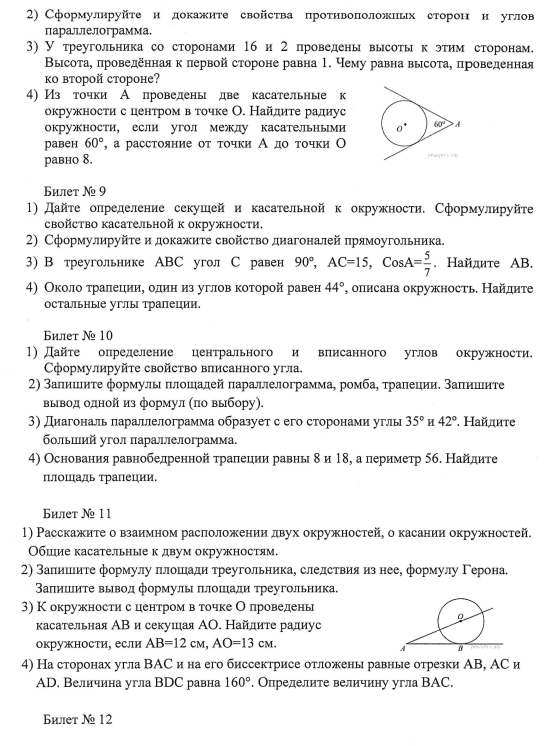 2) Сформулируйте и докажите свойства противоположных сторон и углов
параллелограмма.
3) У треугольника со сторонами 16 и 2 проведены высоты к этим сторонам.
Высота, проведённая к первой стороне равна 1. Чему равна высота, проведенная
ко второй стороне?
4) Из точки А проведены две касательные к
окружности с центром в точке О. Найдите радиус
окружности, если угол между касательными
равен 60°, а расстояние от точки А до точки О
равно 8.
O
60°
A
Билет № 9
1) Дайте определение секущей и касательной к окружности. Сформулируйте
свойство касательной к окружности.
2) Сформулируйте и докажите свойство диагоналей прямоугольника.
3) В треугольнике АВС угол С равен 90°, АС=15, CosA=5/7. Найдите АВ.
4) Около трапеции, один из углов которой равен 44°, описана окружность. Найдите
остальные углы трапеции.
Билет № 10
1) Дайте определение центрального и вписанного углов окружности.
Сформулируйте свойство вписанного угла.
2) Запишите формулы площадей параллелограмма, ромба, трапеции. Запишите
вывод одной из формул (по выбору).
3) Диагональ параллелограмма образует с его сторонами углы 35° и 42°. Найдите
больший угол параллелограмма.
4) Основания равнобедренной трапеции равны 8 и 18, а периметр 56. Найдите
площадь трапеции.
Билет № 11
1) Расскажите о взаимном расположении двух окружностей, о касании окружностей.
Общие касательные к двум окружностям.
2) Запишите формулу площади треугольника, следствия из нее, формулу Герона.
Запишите вывод формулы площади треугольника.
3) К окружности с центром в точке О проведены
касательная АВ и секущая АО. Найдите радиус
окружности, если АВ=12 см, АО=13 см.
O
A
B
4) На сторонах угла ВАС и на его биссектрисе отложены равные отрезки АВ, АС и
AD. Величина угла BDC равна 160°. Определите величину угла ВАС.
Билет № 12